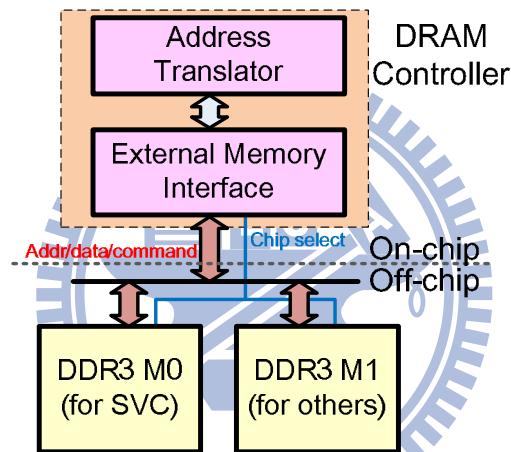 Address
Translator
DRAM
Controller
External Memory
Interface
Addr/data/command
Chip select
On-chip
Off-chip
DDR3 M0
(for SVC)
DDR3 M1
(for others)